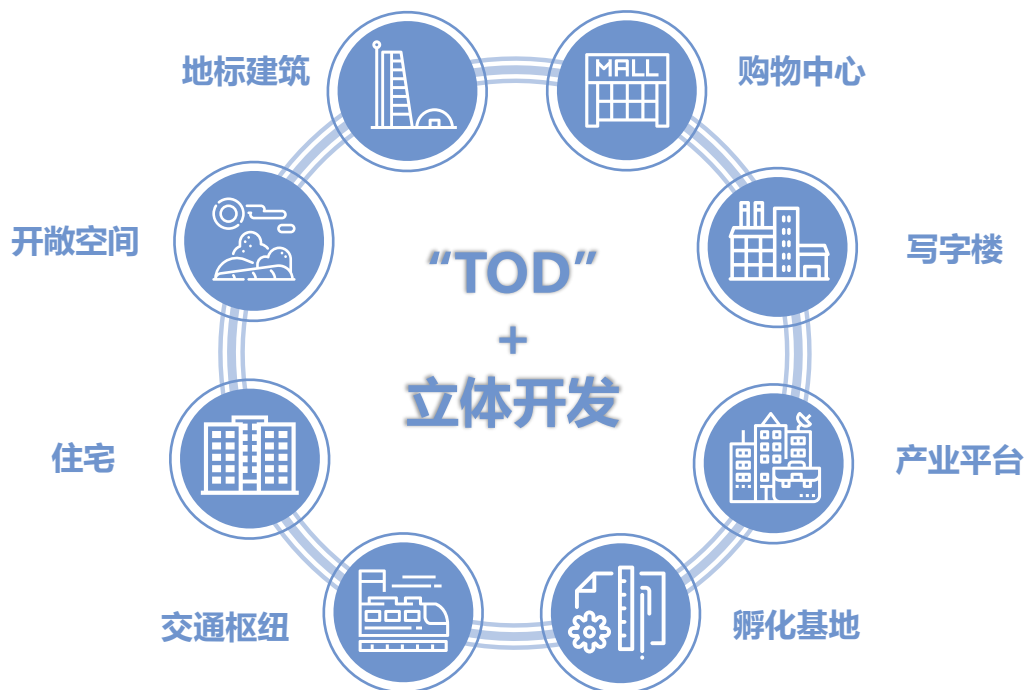 地标建筑
购物中心
MALL
开敞空间
写字楼
“TOD”
+
立体开发
住宅
产业平台
交通枢纽
孵化基地